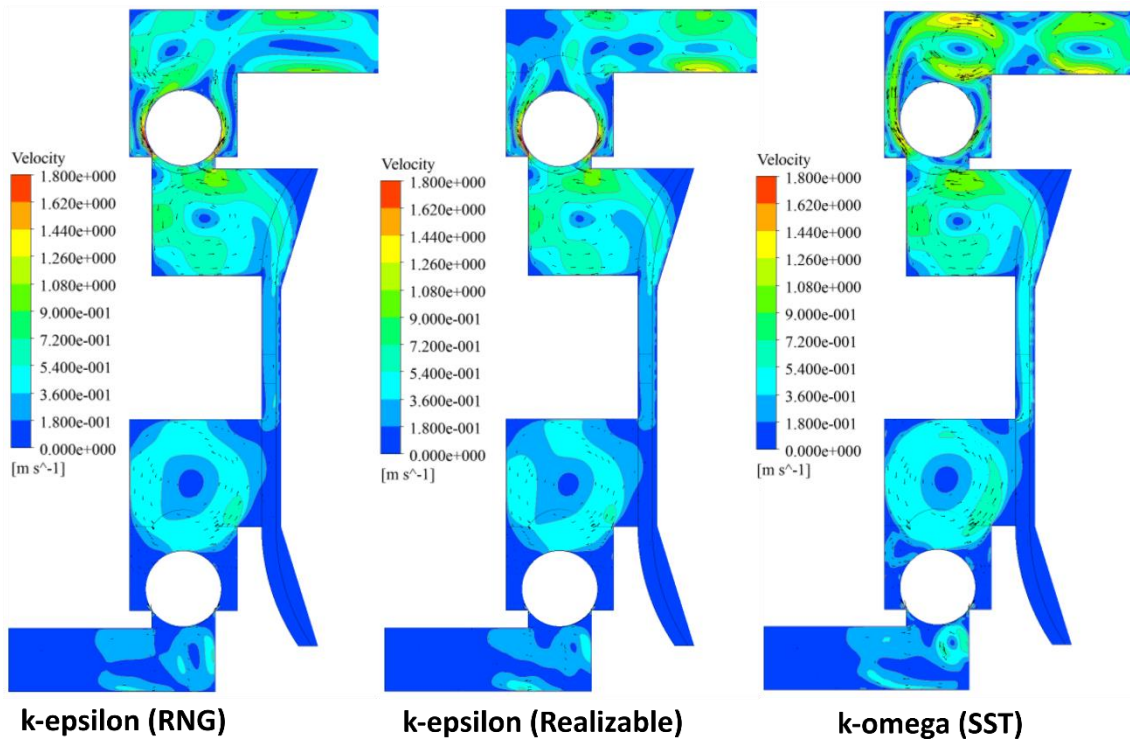 Velocity
1.800e+000
1.620e+000
1.440e+000
1.260e+000
1.080e+000
9.000e-001
7.200e-001
5.400e-001
3.600e-001
1.800e-001
0.000e+000
[m s^-1]
k-epsilon (RNG)
Velocity
1.800e+000
1.620e+000
1.440e+000
1.260e+000
1.080e+000
9.000e-001
7.200e-001
5.400e-001
3.600e-001
1.800e-001
0.000e+000
[m s^-1]
k-epsilon (Realizable)
Velocity
1.800e+000
1.620e+000
1.440e+000
1.260e+000
1.080e+000
9.000e-001
7.200e-001
5.400e-001
3.600e-001
1.800e-001
0.000e+000
[m s^-1]
k-omega (SST)